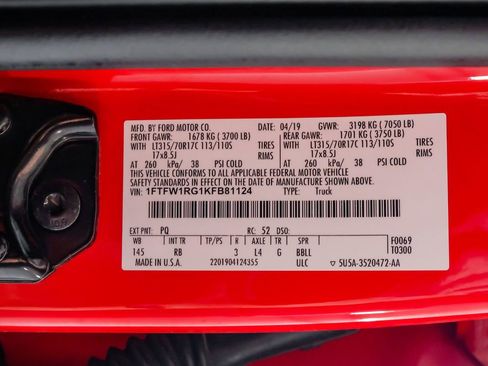 MFD. BY FORD MOTOR CO. DATE: 04/19 GVWR: 3198 KG ( 7050 LB)
FRONT GAWR: 1678 KG ( 3700 LB) REAR GAWR: 1701 KG ( 3750 LB)
WITH LT315/70R17C 113/110S TIRES WITH LT315/70R17C 113/110S TIRES
17x8.5J RIMS 17x8.5J RIMS
AT 260 kPa/ 38 PSI COLD AT 260 kPa/ 38 PSI COLD
THIS VEHICLE CONFORMS TO ALL APPLICABLE FEDERAL MOTOR VEHICLE
SAFETY STANDARDS IN EFFECT ON THE DATE OF MANUFACTURE SHOWN ABOVE.
VIN: 1FTFW1RG1KFB81124 TYPE: Truck
EXT PNT: PQ RC: 52 DSO:
WB INT TR TP/PS R AXLE TR SPR F0069
145 RB 3 L4 G BBLL T0300
MADE IN U.S.A. 2201904124355 ULC 5U5A-3520472-AA